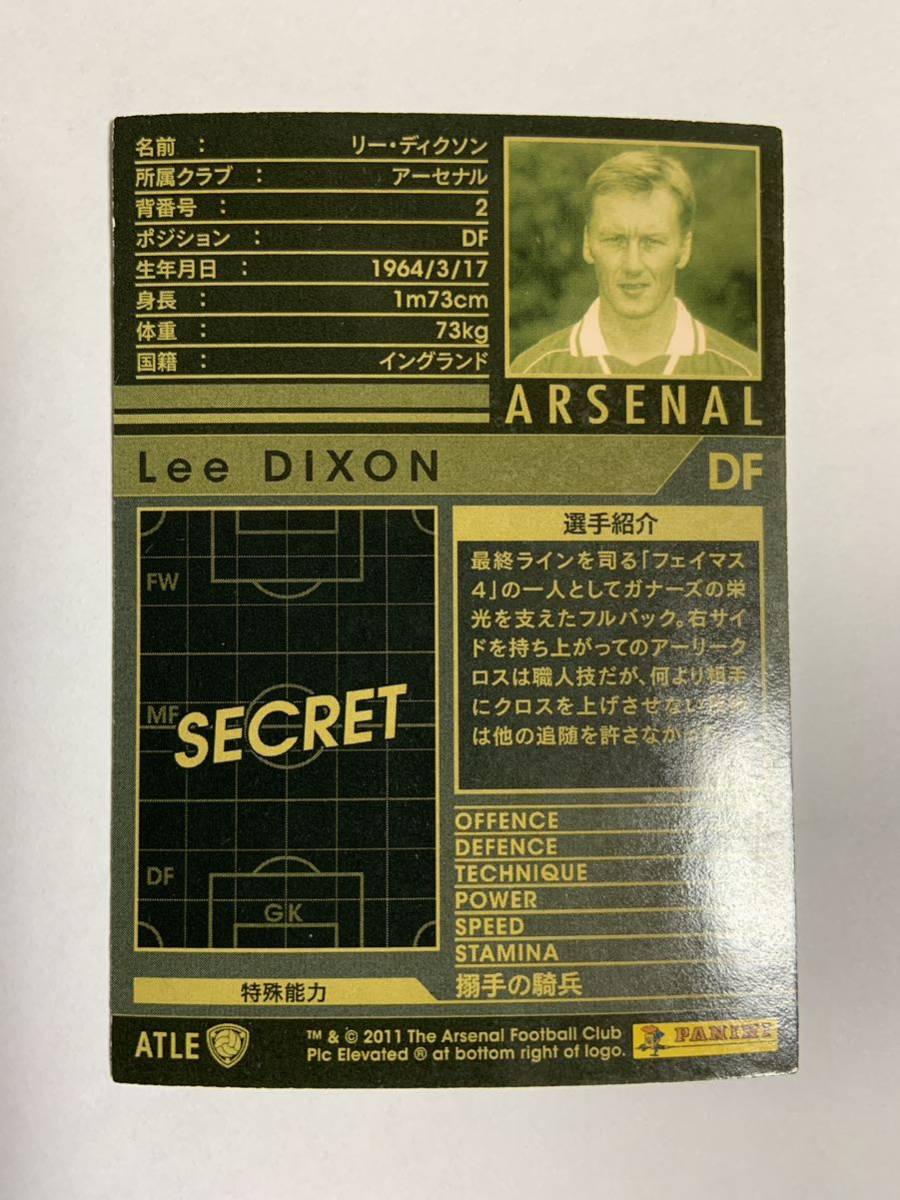 名前 : リー・ディクソン
所属クラブ : アーセナル
背番号 : 2
ポジション : DF
生年月日 : 1964/3/17
身長 : 1m73cm
体重 : 73kg
国籍 : イングランド
ARSENAL
Lee DIXON
DF
FW
MF
SECRET
DF
GK
選手紹介
最終ラインを司る「フェイマス
4」の一人としてガナーズの栄
光を支えたフルバック。右サイ
ドを持ち上がってのアーリーク
ロスは職人技だが、何より相手
にクロスを上げさせない
は他の追随を許さなか
OFFENCE
DEFENCE
TECHNIQUE
POWER
SPEED
STAMINA
特殊能力
搦手の騎兵
ATLE
™ & © 2011 The Arsenal Football Club
Plc Elevated ® at bottom right of logo.
PANINI